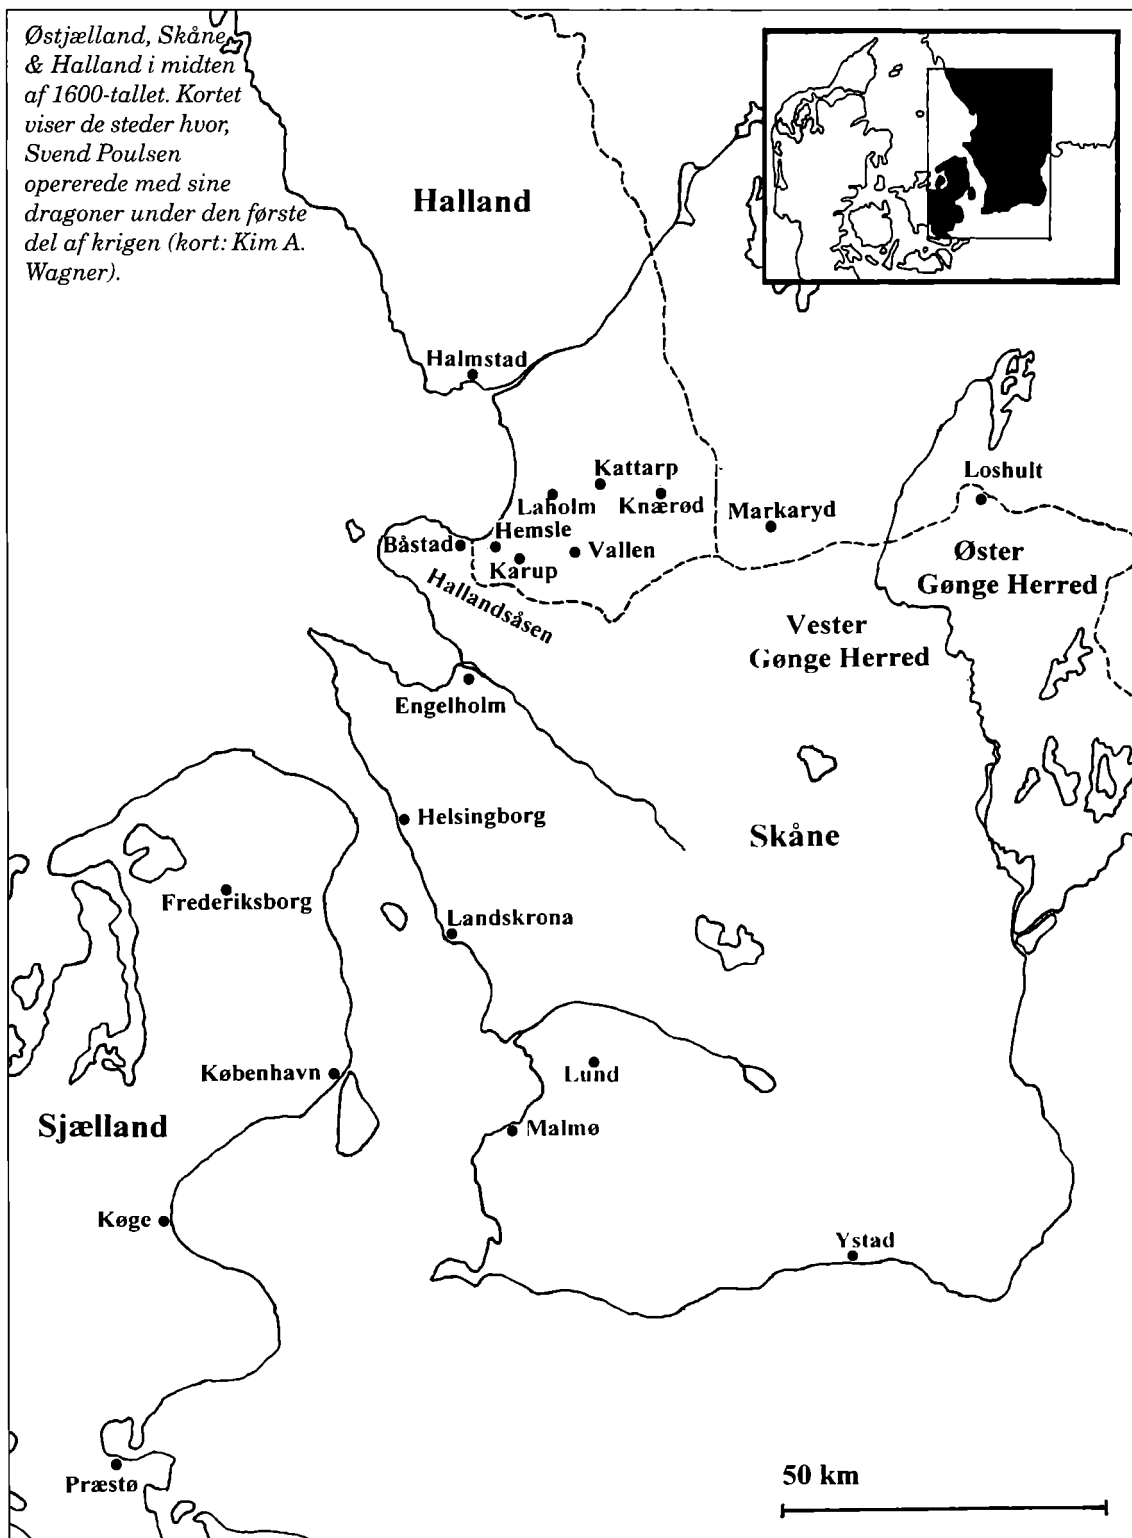 Østjælland, Skåne
& Halland i midten
af 1600-tallet. Kortet
viser de steder hvor,
Svend Poulsen
opererede med sine
dragoner under den første
del af krigen (kort: Kim A.
Wagner).
Halland
Halmstad
Kattarp
Loshult
Laholm
Knærød
Markaryd
Hemsle
Båstad
Vallen
Karup
Øster
Gønge Herred
Hallandsåsen
Vester
Gønge Herred
Engelholm
Helsingborg
Skåne
Frederiksborg
Landskrona
København
Lund
Sjælland
Malmø
Køge
Ystad
Præstø
50 km